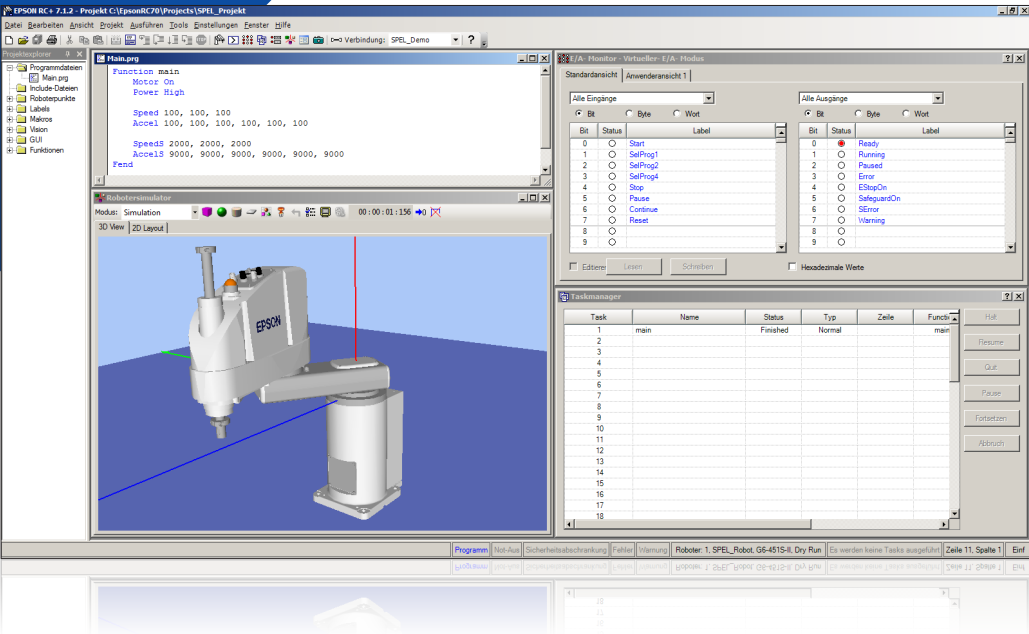 EPSON RC+ 7.1.2 - Projekt C:\EpsonRC70\Projects\SPEL_Projekt
Datei Bearbeiten Ansicht Projekt Ausführen Tools Einstellungen Fenster Hilfe
Verbindung: SPEL_Demo
Projektexplorer
Programmdateien
Main.prg
Include-Dateien
Roboterpunkte
Labels
Makros
Vision
GUI
Funktionen
Main.prg
Function main
Motor On
Power High
Speed 100, 100, 100
Accel 100, 100, 100, 100, 100, 100
SpeedS 2000, 2000, 2000
AccelS 9000, 9000, 9000, 9000, 9000, 9000
Fend
Robotersimulator
Modus: Simulation 00:00:01:156
3D View 2D Layout
EPSON
E/A- Monitor - Virtueller- E/A- Modus
Standardansicht Anwenderansicht 1
Alle Eingänge
Bit Byte Wort
Bit Status Label
0 Start
1 SelProg1
2 SelProg2
3 SelProg4
4 Stop
5 Pause
6 Continue
7 Reset
8
9
Alle Ausgänge
Bit Byte Wort
Bit Status Label
0 Ready
1 Running
2 Paused
3 Error
4 EStopOn
5 SafeguardOn
6 SError
7 Warning
8
9
Editieren Lesen Schreiben Hexadezimale Werte
Taskmanager
Task Name Status Typ Zeile Functi
1 main Finished Normal main
2
3
4
5
6
7
8
9
10
11
12
13
14
15
16
17
18
Halt
Resume
Quit
Pause
Fortsetzen
Abbruch
Programm Not-Aus Sicherheitsabschrankung Fehler Warnung Roboter: 1, SPEL_Robot, G6-451S-II, Dry Run Es werden keine Tasks ausgeführt Zeile 11, Spalte 1 Einf